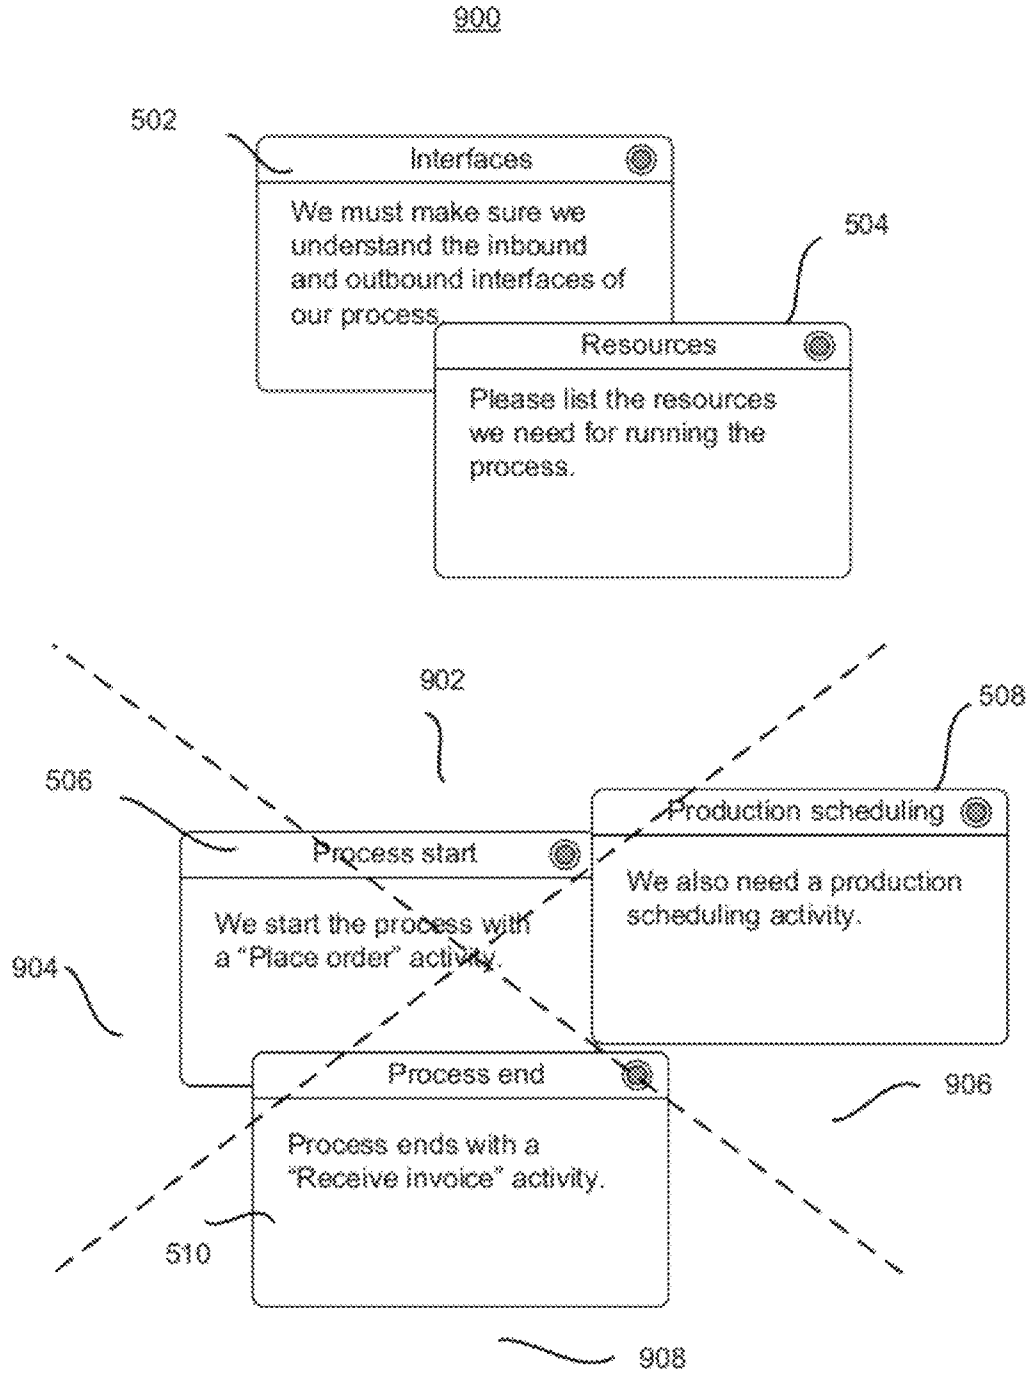 900
502
Interfaces
We must make sure we
understand the inbound
and outbound interfaces of
our process.
504
Resources
Please list the resources
we need for running the
process.
902
508
506
Production scheduling
We also need a production
scheduling activity.
Process start
We start the process with
a “Place order” activity.
904
Process end
Process ends with a
“Receive invoice” activity.
906
510
908